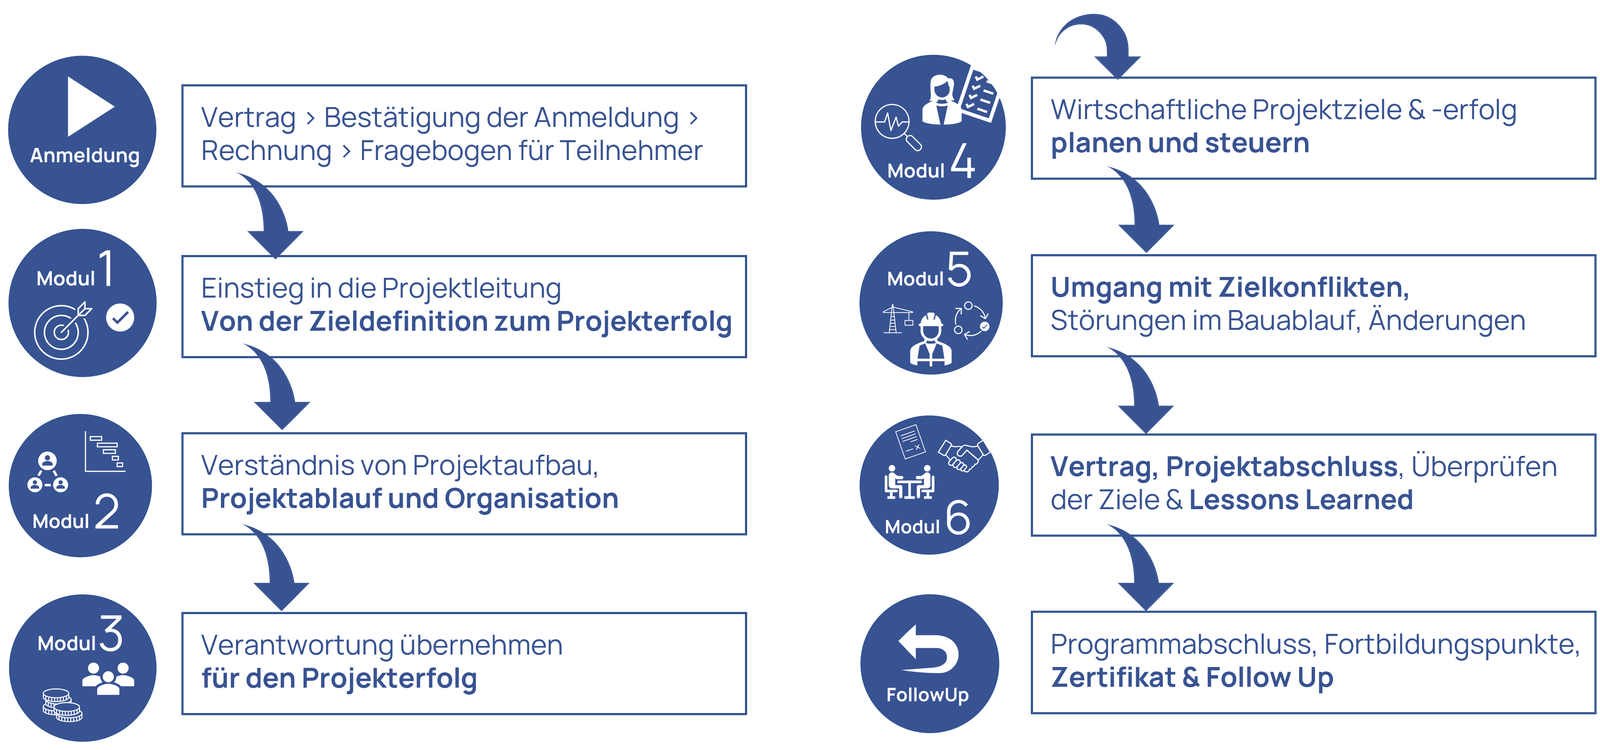 Anmeldung
Vertrag > Bestätigung der Anmeldung >
Rechnung > Fragebogen für Teilnehmer
Modul 1
Einstieg in die Projektleitung
Von der Zieldefinition zum Projekterfolg
Modul 2
Verständnis von Projektaufbau,
Projektablauf und Organisation
Modul 3
Verantwortung übernehmen
für den Projekterfolg
Modul 4
Wirtschaftliche Projektziele & -erfolg
planen und steuern
Modul 5
Umgang mit Zielkonflikten,
Störungen im Bauablauf, Änderungen
Modul 6
Vertrag, Projektabschluss, Überprüfen
der Ziele & Lessons Learned
FollowUp
Programmabschluss, Fortbildungspunkte,
Zertifikat & Follow Up